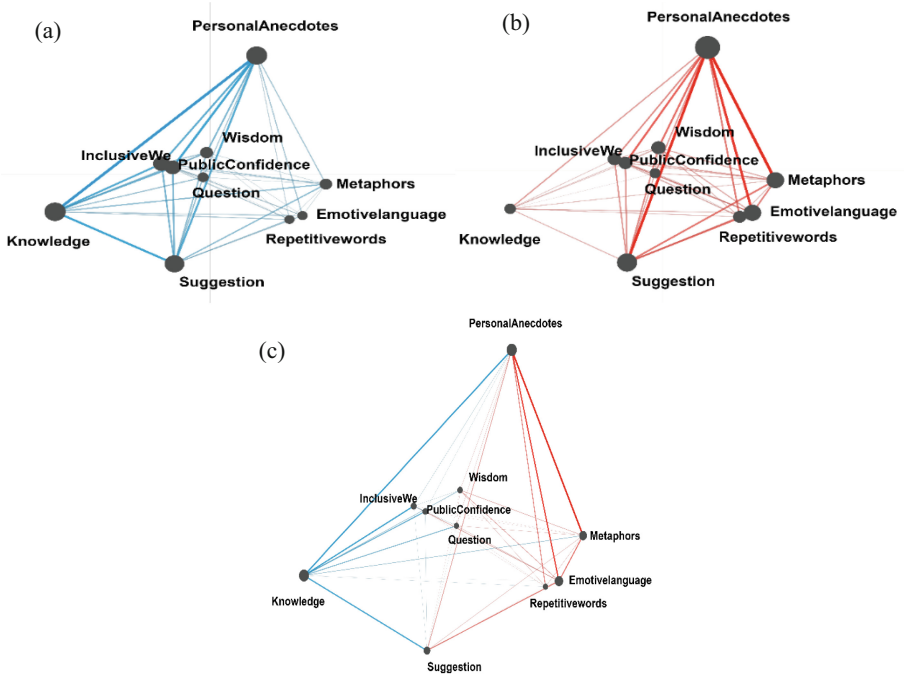 (a)
PersonalAnecdotes
Wisdom
InclusiveWe
PublicConfidence
Question
Metaphors
Emotivelanguage
Repetitivewords
Knowledge
Suggestion
(b)
PersonalAnecdotes
Wisdom
InclusiveWe
PublicConfidence
Question
Metaphors
Emotivelanguage
Repetitivewords
Knowledge
Suggestion
(c)
PersonalAnecdotes
Wisdom
InclusiveWe
PublicConfidence
Question
Metaphors
Emotivelanguage
Repetitivewords
Knowledge
Suggestion